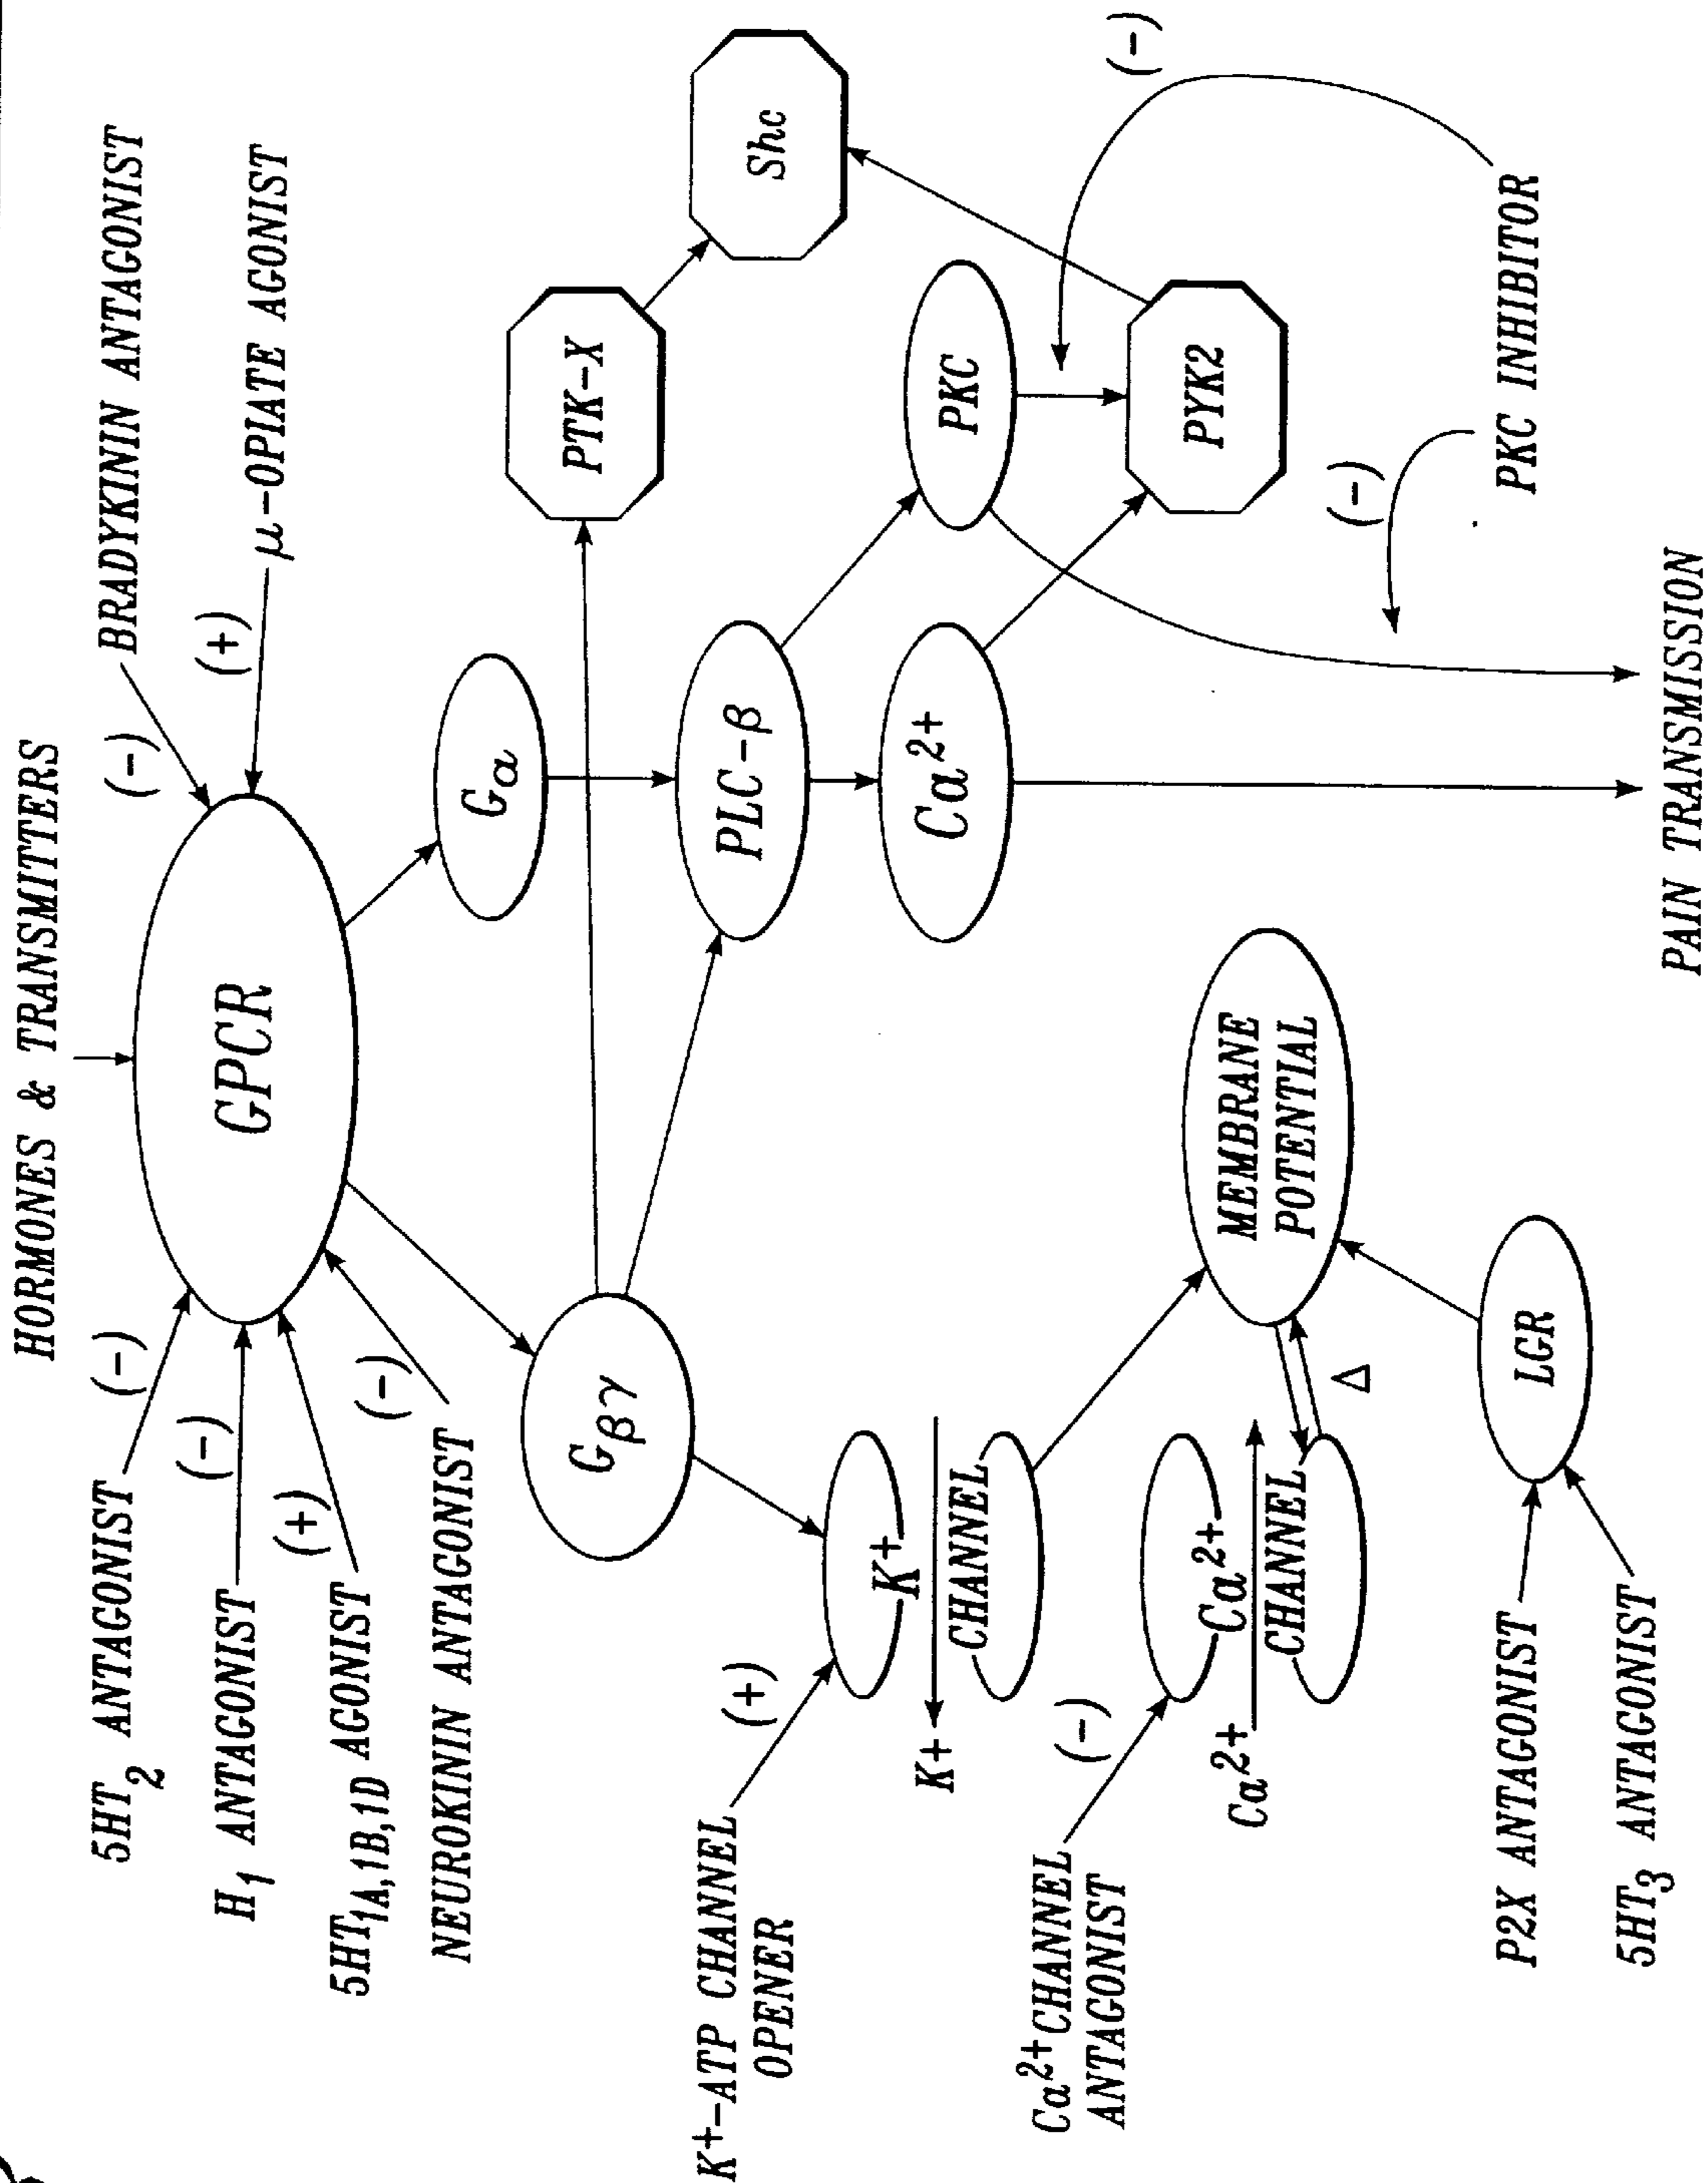 HORMONES & TRANSMITTERS
5HT2 ANTAGONIST
(-)
H1 ANTAGONIST
(-)
5HT1A,1B,1D AGONIST
(+)
NEUROKININ ANTAGONIST
(-)
GPCR
(-)
BRADYKININ ANTAGONIST
(+)
μ-OPIATE AGONIST
Gα
Gβγ
PTK-X
Shc
PLC-β
PKC
Ca2+
PYK2
(-)
(-)
PKC INHIBITOR
K+-ATP CHANNEL
OPENER
(+)
K+
CHANNEL
K+
Ca2+CHANNEL
ANTAGONIST
(-)
Ca2+
CHANNEL
Ca2+
MEMBRANE
POTENTIAL
Δ
LGR
P2X ANTAGONIST
5HT3 ANTAGONIST
PAIN TRANSMISSION